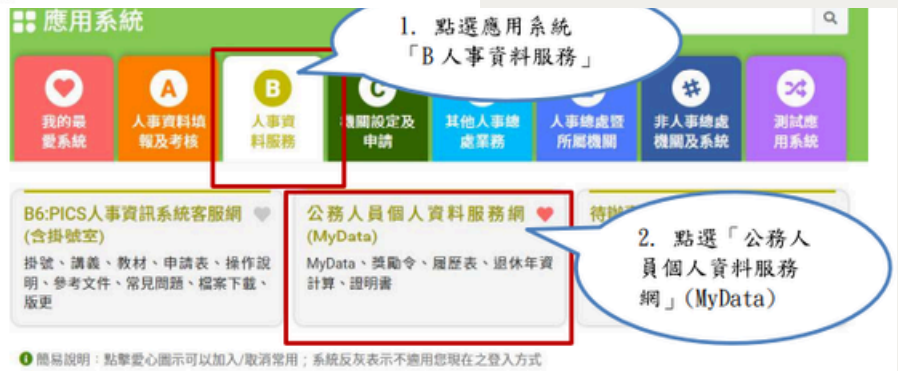 應用系統
1. 點選應用系統
「B人事資料服務」
我的最
愛系統
A
人事資料填
報及考核
B
人事資
料服務
C
機關設定及
申請
其他人事總
處業務
人事總處暨
所屬機關
#
非人事總處
機關及系統
測試應
用系統
B6:PICS人事資訊系統客服網
(含掛號室)
掛號、講義、教材、申請表、操作說
明、參考文件、常見問題、檔案下載、
版更
公務人員個人資料服務網
(MyData)
MyData、獎勵令、履歷表、退休年資
計算、證明書
待辦
2. 點選「公務人
員個人資料服務
網」(MyData)
簡易說明：點擊愛心圖示可以加入/取消常用；系統反灰表示不適用您現在之登入方式